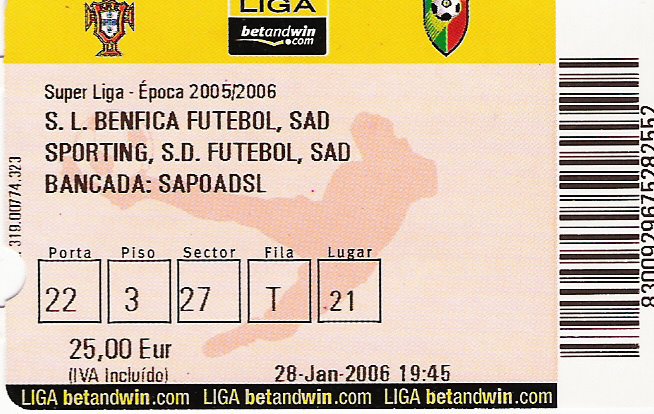 LIGA
betandwin
.com
Super Liga - Época 2005/2006
S. L. BENFICA FUTEBOL, SAD
SPORTING, S.D. FUTEBOL, SAD
BANCADA: SAPOADSL
Porta Piso Sector Fila Lugar
22 3 27 T 21
25,00 Eur
(IVA Incluído) 28-Jan-2006 19:45
LIGA betandwin.com LIGA betandwin.com LIGA betandwin.com
319.00774.323
8300929675282552